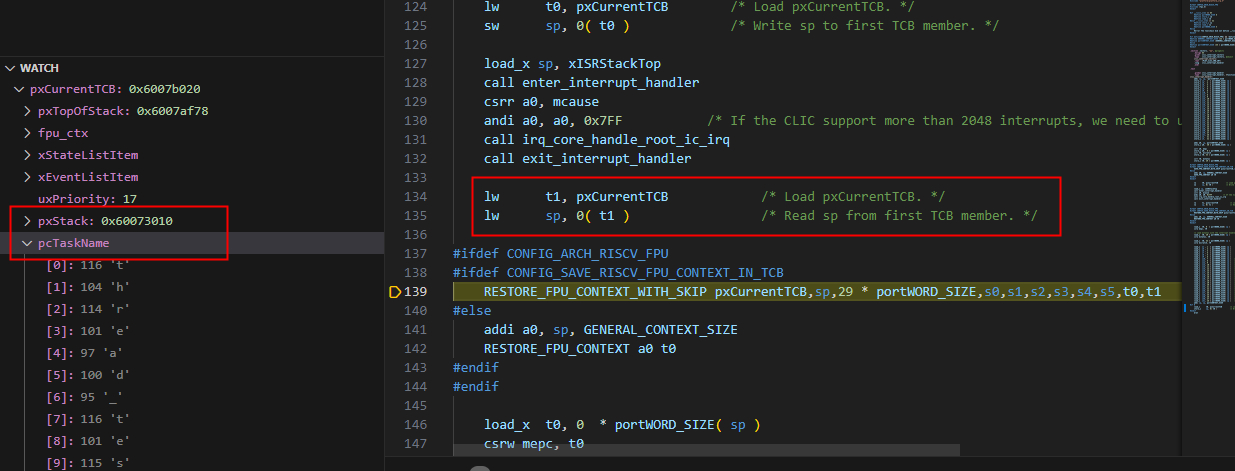 WATCH
pxCurrentTCB: 0x6007b020
pxTopOfStack: 0x6007af78
fpu_ctx
xStateListItem
xEventListItem
uxPriority: 17
pxStack: 0x60073010
pcTaskName
[0]: 116 't'
[1]: 104 'h'
[2]: 114 'r'
[3]: 101 'e'
[4]: 97 'a'
[5]: 100 'd'
[6]: 95 '_'
[7]: 116 't'
[8]: 101 'e'
[9]: 115 's'
124 lw t0, pxCurrentTCB /* Load pxCurrentTCB. */
125 sw sp, 0( t0 ) /* Write sp to first TCB member. */
126
127 load_x sp, xISRStackTop
128 call enter_interrupt_handler
129 csrr a0, mcause
130 andi a0, a0, 0x7FF /* If the CLIC support more than 2048 interrupts, we need to u
131 call irq_core_handle_root_ic_irq
132 call exit_interrupt_handler
133
134 lw t1, pxCurrentTCB /* Load pxCurrentTCB. */
135 lw sp, 0( t1 ) /* Read sp from first TCB member. */
136
137 #ifdef CONFIG_ARCH_RISCV_FPU
138 #ifdef CONFIG_SAVE_RISCV_FPU_CONTEXT_IN_TCB
139 RESTORE_FPU_CONTEXT_WITH_SKIP pxCurrentTCB,sp,29 * portWORD_SIZE,s0,s1,s2,s3,s4,s5,t0,t1
140 #else
141 addi a0, sp, GENERAL_CONTEXT_SIZE
142 RESTORE_FPU_CONTEXT a0 t0
143 #endif
144 #endif
145
146 load_x t0, 0 * portWORD_SIZE( sp )
147 csrw mepc, t0